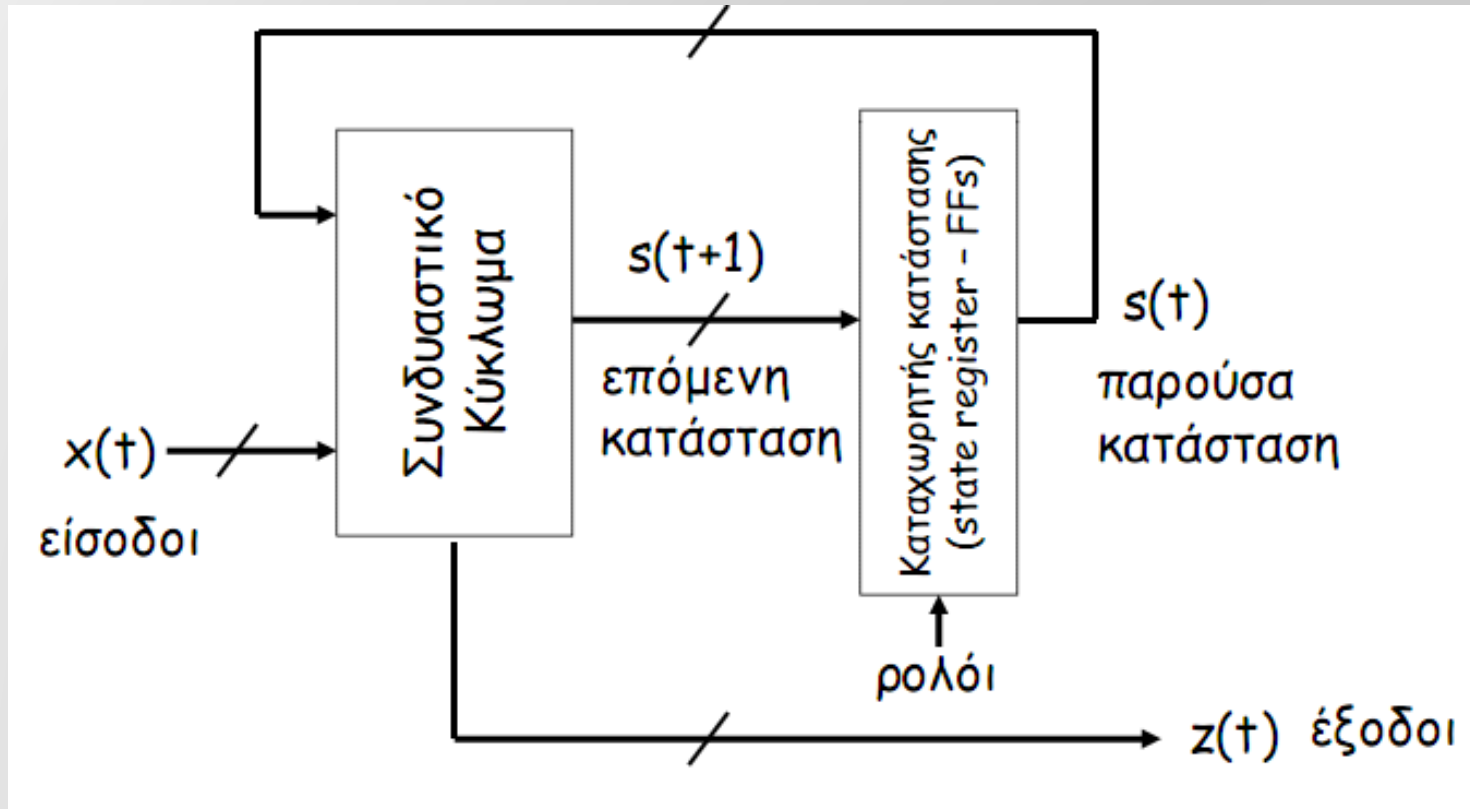 Συνδυαστικό
Κύκλωμα
s(t+1)
επόμενη
κατάσταση
Καταχωρητής κατάστασης
(state register – FFs)
s(t)
παρούσα
κατάσταση
x(t)
είσοδοι
ρολόι
z(t) έξοδοι